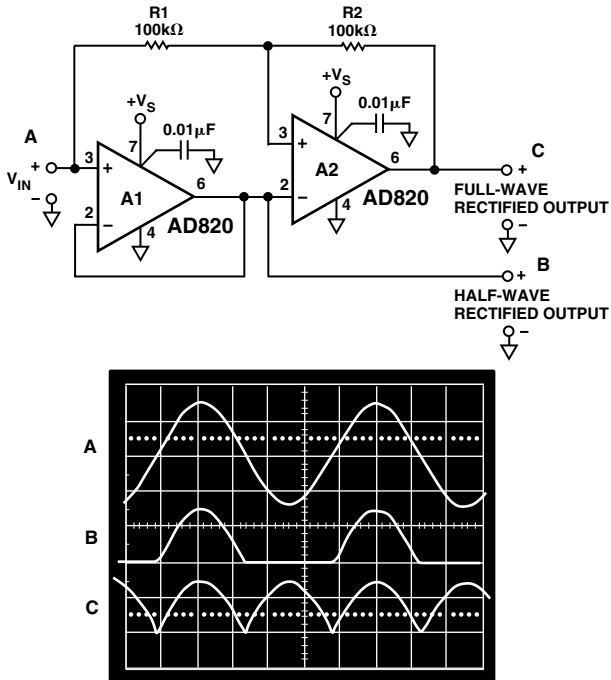 R1
100kΩ
R2
100kΩ
+VS
0.01µF
+VS
0.01µF
A
+
VIN
–
3
+
2
–
A1
7
6
4
AD820
3
+
2
–
A2
7
6
4
AD820
+
C
FULL-WAVE
RECTIFIED OUTPUT
–
+
B
HALF-WAVE
RECTIFIED OUTPUT
–
A
B
C